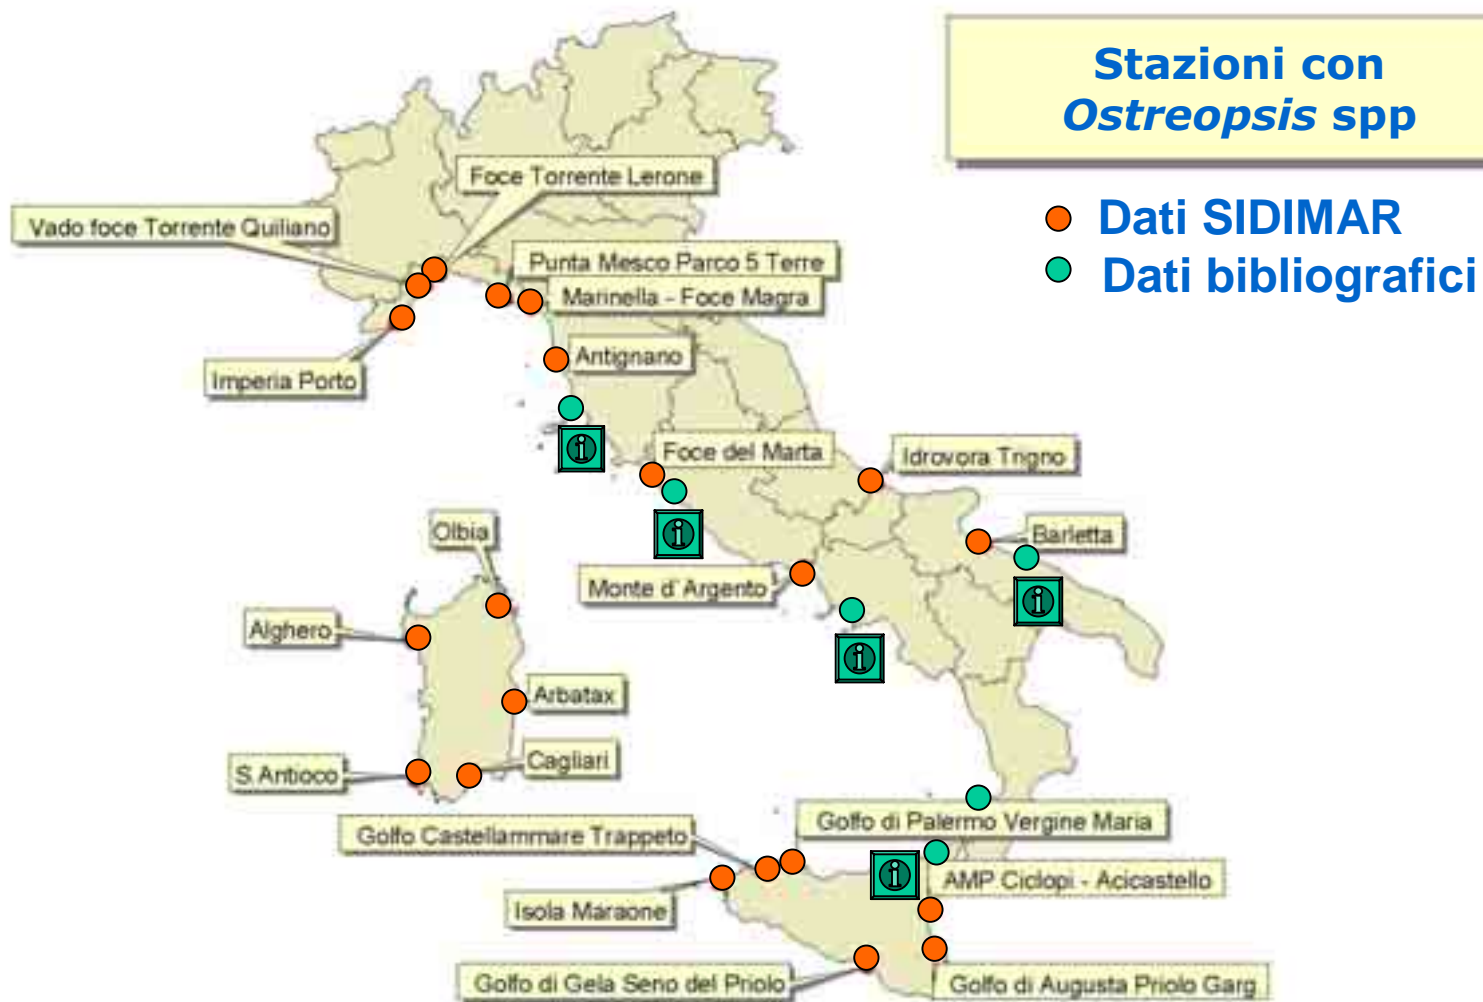 Stazioni con
Ostreopsis spp
Dati SIDIMAR
Dati bibliografici
Foce Torrente Lerone
Vado foce Torrente Quiliano
Punta Mesco Parco 5 Terre
Marinella - Foce Magra
Imperia Porto
Antignano
i
Foce del Marta
Idrovora Trigno
i
Olbia
Barletta
Monte d'Argento
i
Alghero
i
Arbatax
S.Antioco
Cagliari
Golfo di Palermo Vergine Maria
Golfo Castellammare Trappeto
i
AMP Ciclopi - Acicastello
Isola Maraone
Golfo di Gela Seno del Priolo
Golfo di Augusta Priolo Garg